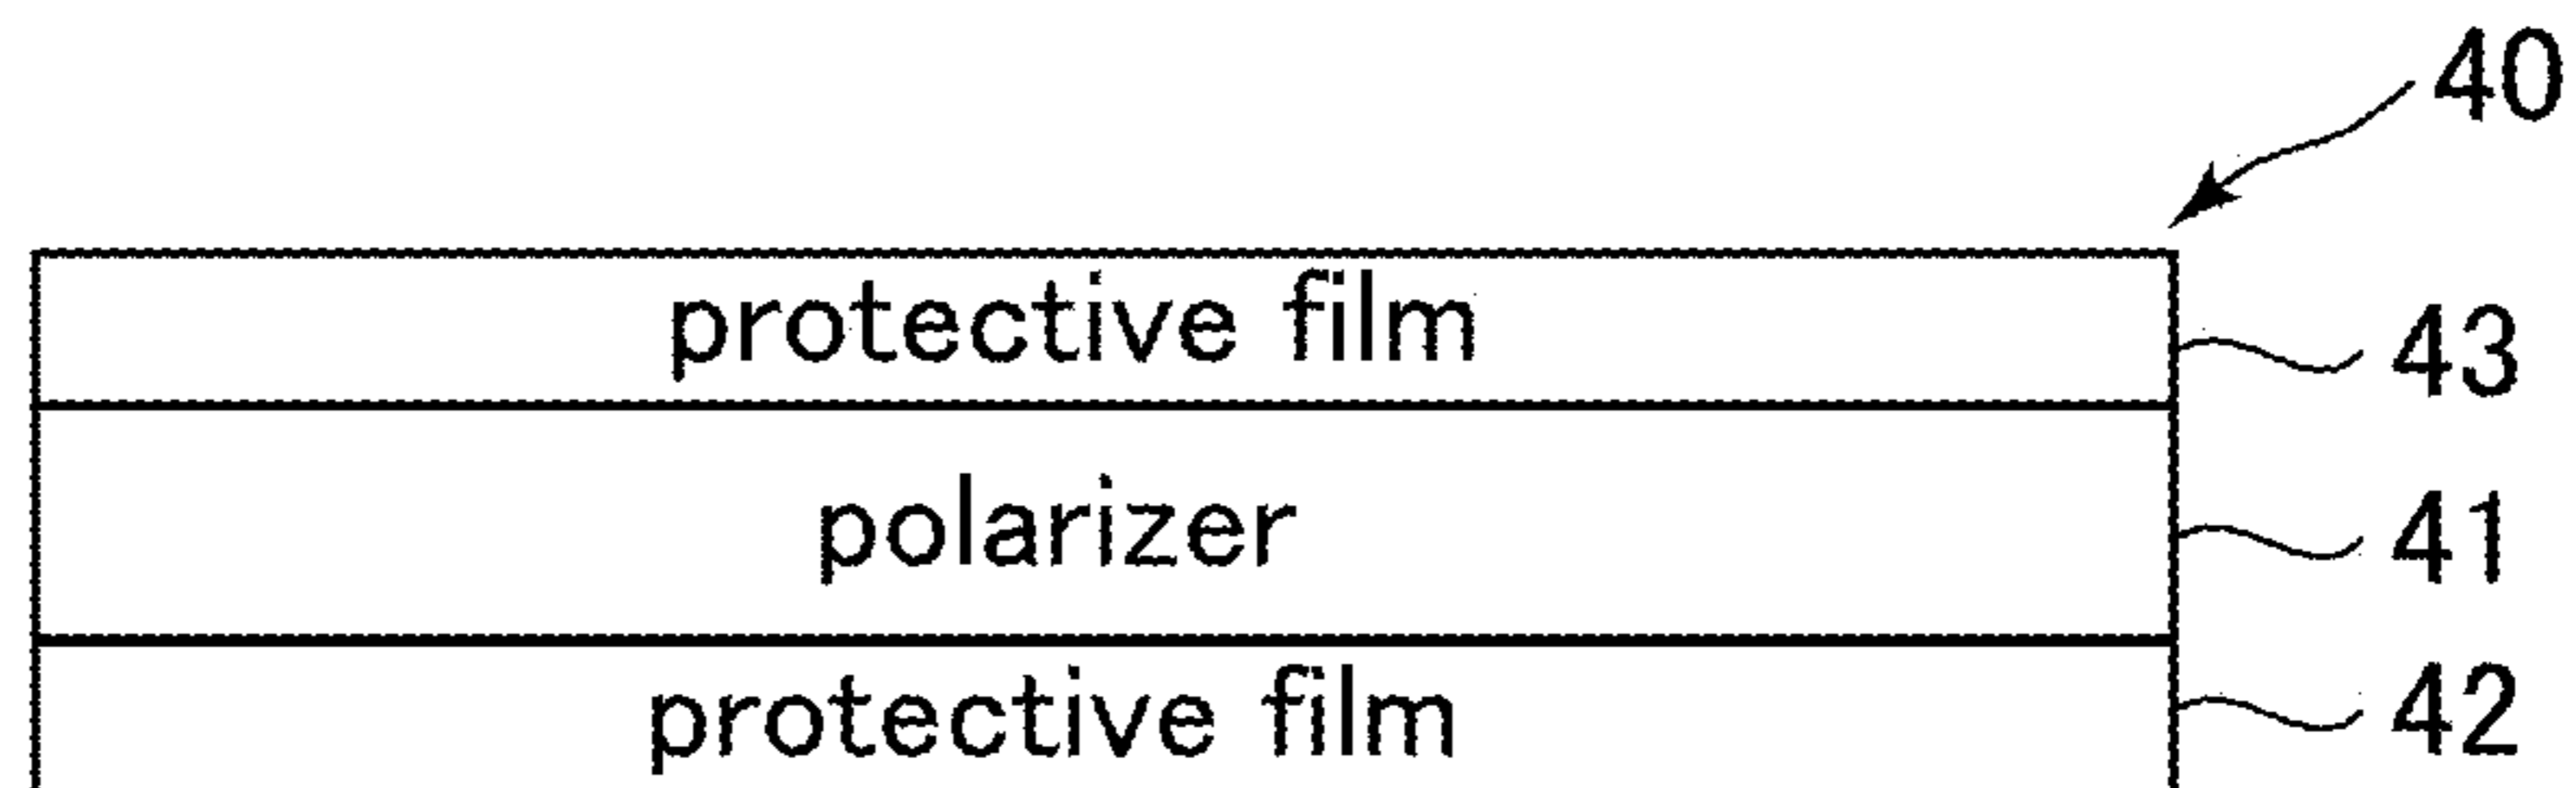 40
protective film 43
polarizer 41
protective film 42